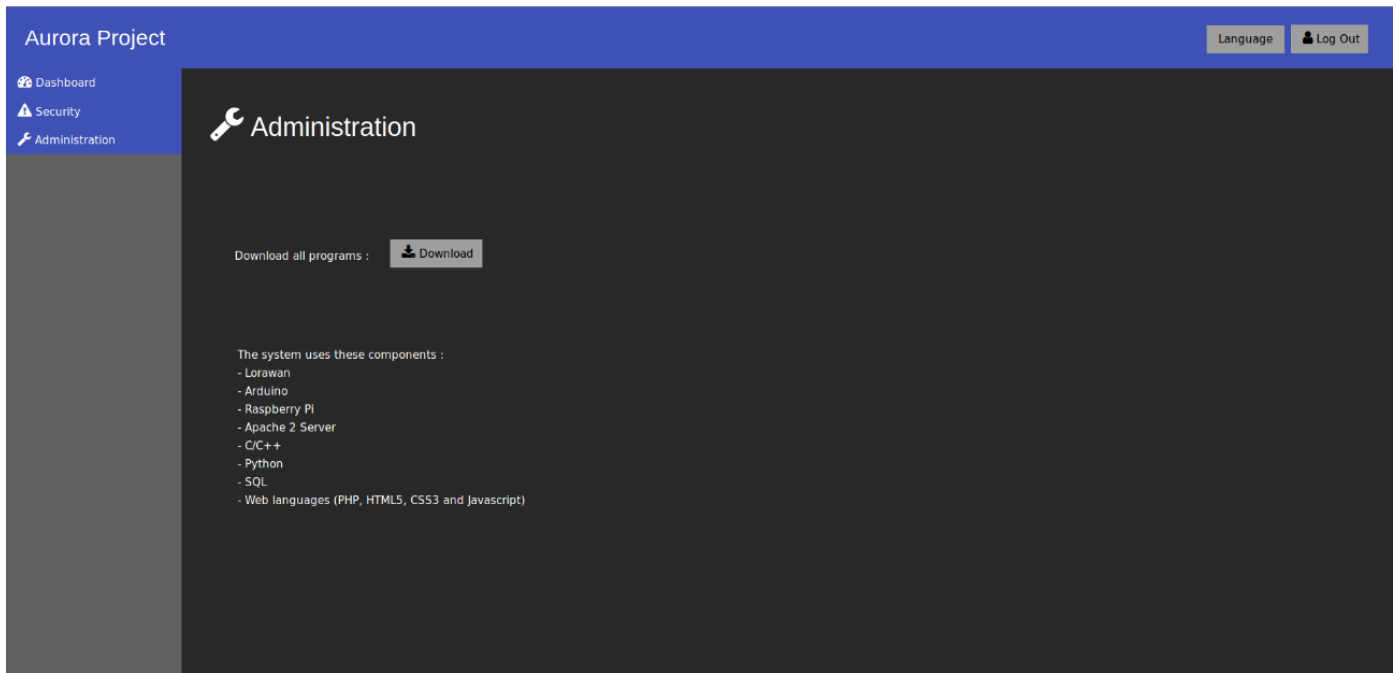 Aurora Project
Language
Log Out
Dashboard
Security
Administration
Administration
Download all programs :
Download
The system uses these components :
- Lorawan
- Arduino
- Raspberry Pi
- Apache 2 Server
- C/C++
- Python
- SQL
- Web languages (PHP, HTML5, CSS3 and Javascript)